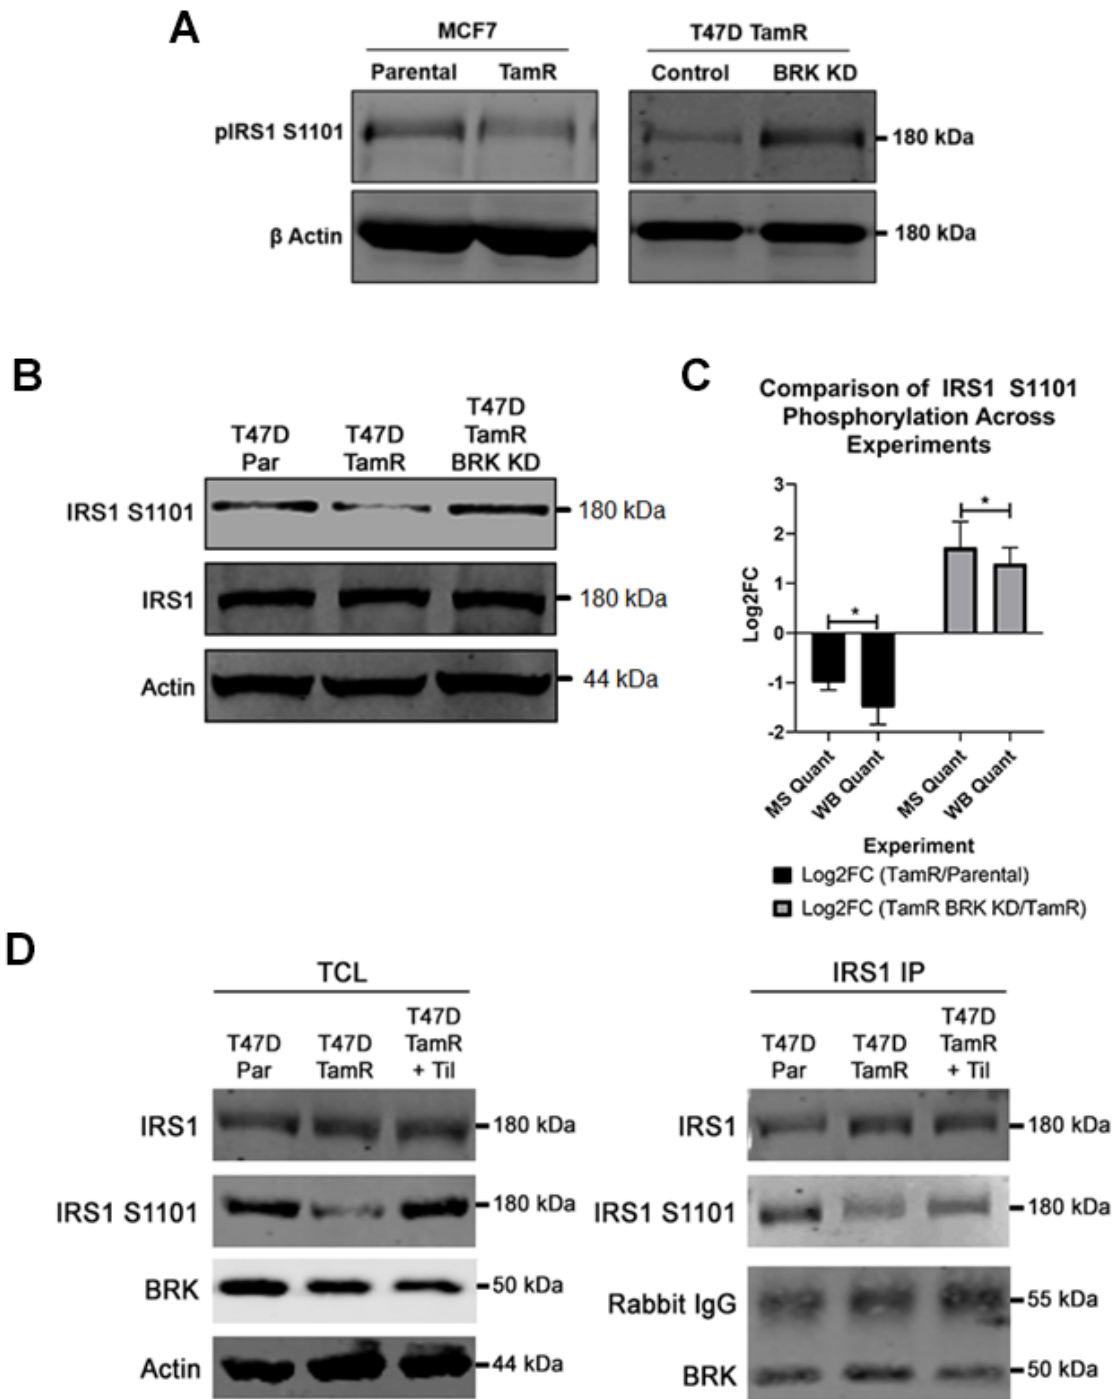 A
MCF7
T47D TamR
Parental TamR
Control BRK KD
pIRS1 S1101
180 kDa
β Actin
180 kDa
B
T47D
Par
T47D
TamR
T47D
TamR
BRK KD
IRS1 S1101
180 kDa
IRS1
180 kDa
Actin
44 kDa
C
Comparison of IRS1 S1101
Phosphorylation Across
Experiments
Log2FC
3
2
1
0
-1
-2
*
*
MS Quant
WB Quant
MS Quant
WB Quant
Experiment
Log2FC (TamR/Parental)
Log2FC (TamR BRK KD/TamR)
D
TCL
T47D
Par
T47D
TamR
T47D
TamR
+ Til
IRS1
180 kDa
IRS1 S1101
180 kDa
BRK
50 kDa
Actin
44 kDa
IRS1 IP
T47D
Par
T47D
TamR
T47D
TamR
+ Til
IRS1
180 kDa
IRS1 S1101
180 kDa
Rabbit IgG
55 kDa
BRK
50 kDa